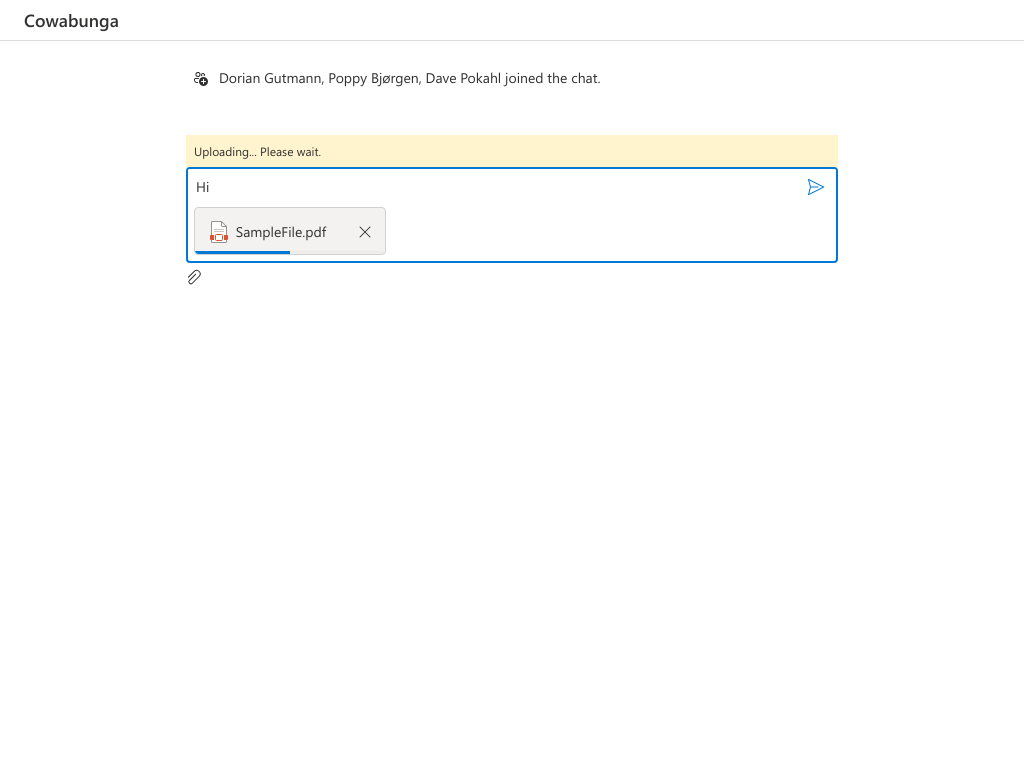 Cowabunga
Dorian Gutmann, Poppy Bjørgen, Dave Pokahl joined the chat.
Uploading... Please wait.
Hi
SampleFile.pdf